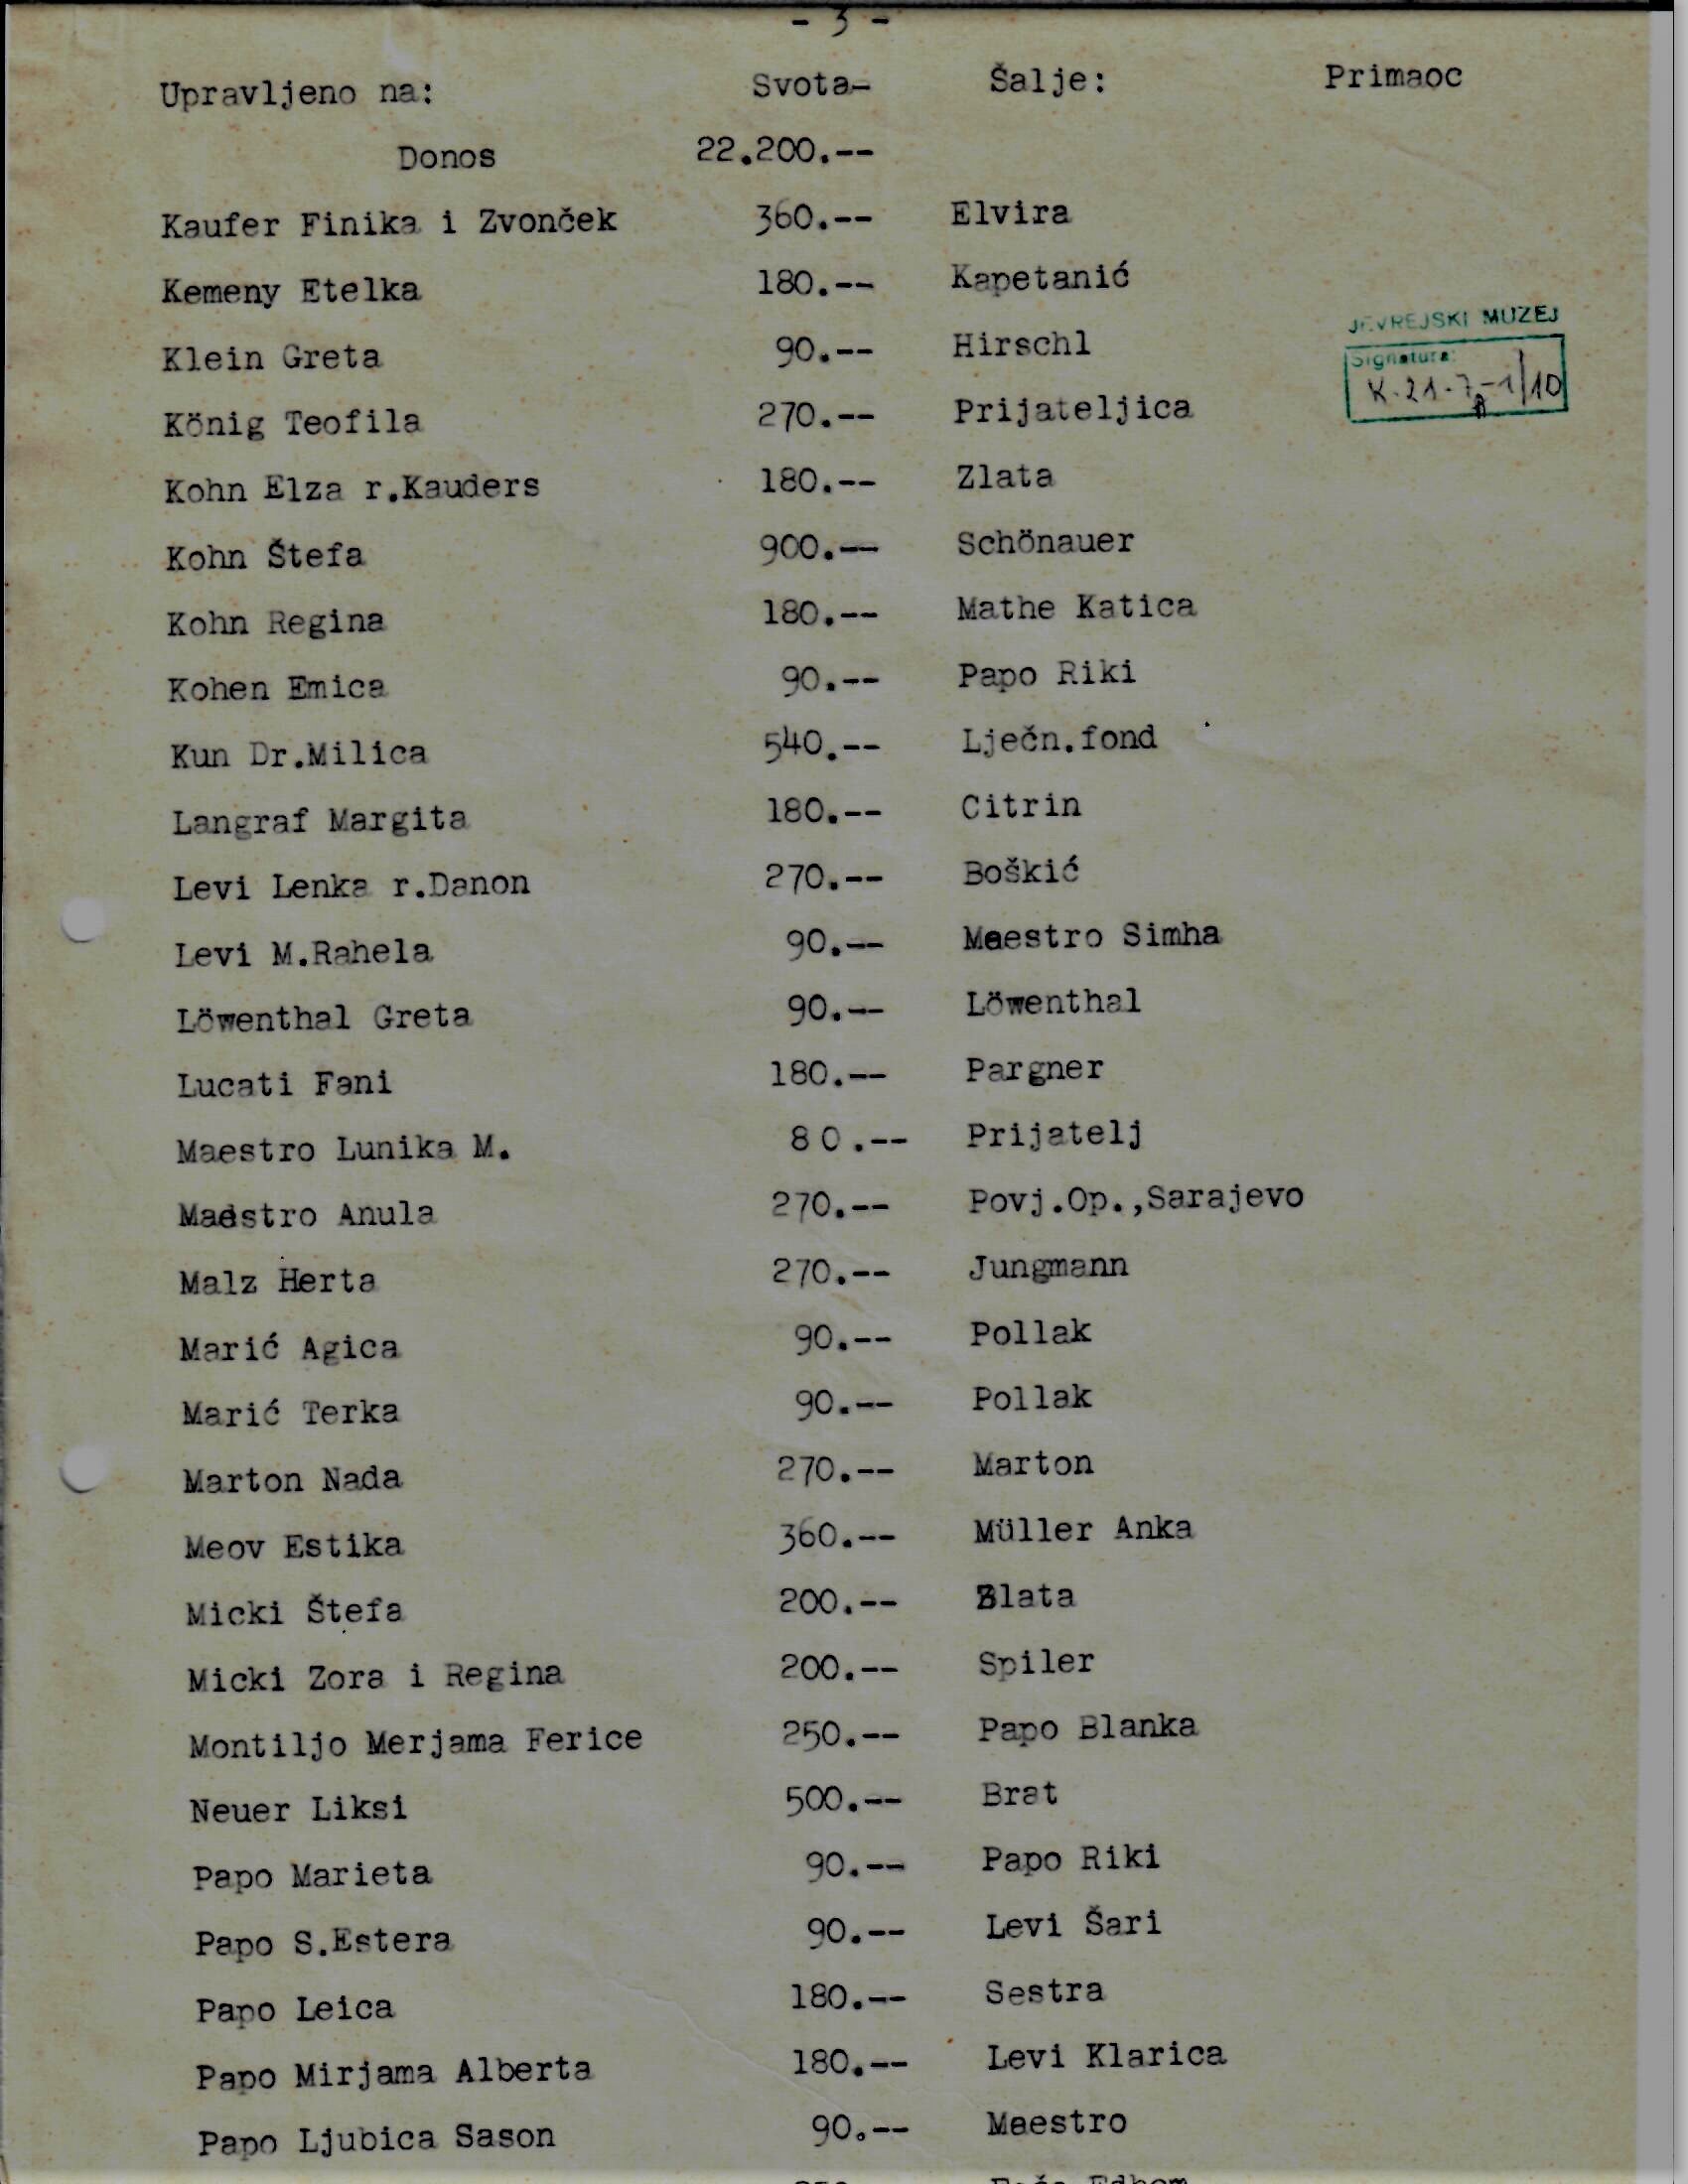 - 3 -
Upravljeno na: Svota- Šalje: Primaoc
Donos 22.200.--
Kaufer Finika i Zvonček 360.-- Elvira
Kemeny Etelka 180.-- Kapetanić
JEVREJSKI MUZEJ
Klein Greta 90.-- Hirschl
Signatura:
K-21-7-1/10
König Teofila 270.-- Prijateljica
Kohn Elza r.Kauders 180.-- Zlata
Kohn Štefa 900.-- Schönauer
Kohn Regina 180.-- Mathe Katica
Kohen Emica 90.-- Papo Riki
Kun Dr.Milica 540.-- Lječn.fond
Langraf Margita 180.-- Citrin
Levi Lenka r.Danon 270.-- Boškić
Levi M.Rahela 90.-- Maestro Simha
Löwenthal Greta 90.-- Löwenthal
Lucati Fani 180.-- Pargner
Maestro Lunika M. 80.-- Prijatelj
Maestro Anula 270.-- Povj.Op.,Sarajevo
Malz Herta 270.-- Jungmann
Marić Agica 90.-- Pollak
Marić Terka 90.-- Pollak
Marton Nada 270.-- Marton
Meov Estika 360.-- Müller Anka
Micki Štefa 200.-- Zlata
Micki Zora i Regina 200.-- Spiler
Montiljo Merjama Ferice 250.-- Papo Blanka
Neuer Liksi 500.-- Brat
Papo Marieta 90.-- Papo Riki
Papo S.Estera 90.-- Levi Šari
Papo Leica 180.-- Sestra
Papo Mirjama Alberta 180.-- Levi Klarica
Papo Ljubica Sason 90.-- Maestro